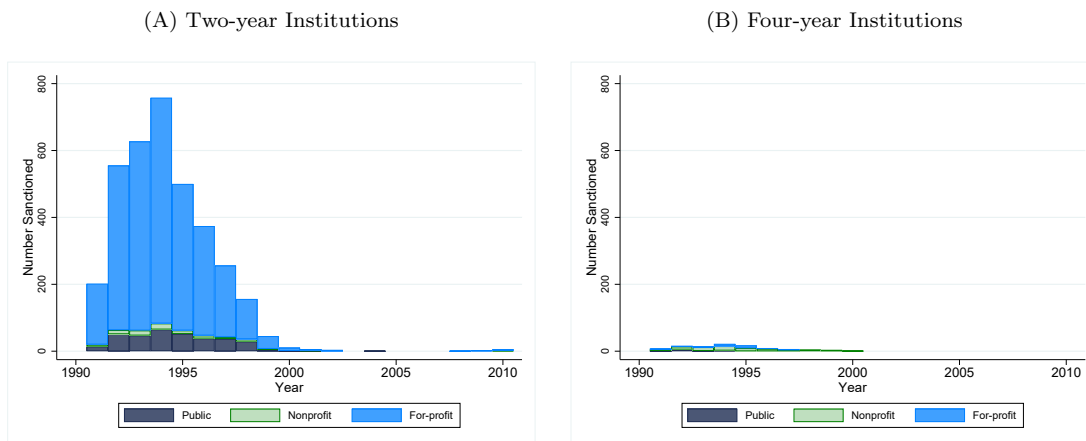 (A) Two-year Institutions
800
600
400
200
0
Number Sanctioned
1990 1995 2000 2005 2010
Year
Public Nonprofit For-profit
(B) Four-year Institutions
800
600
400
200
0
Number Sanctioned
1990 1995 2000 2005 2010
Year
Public Nonprofit For-profit